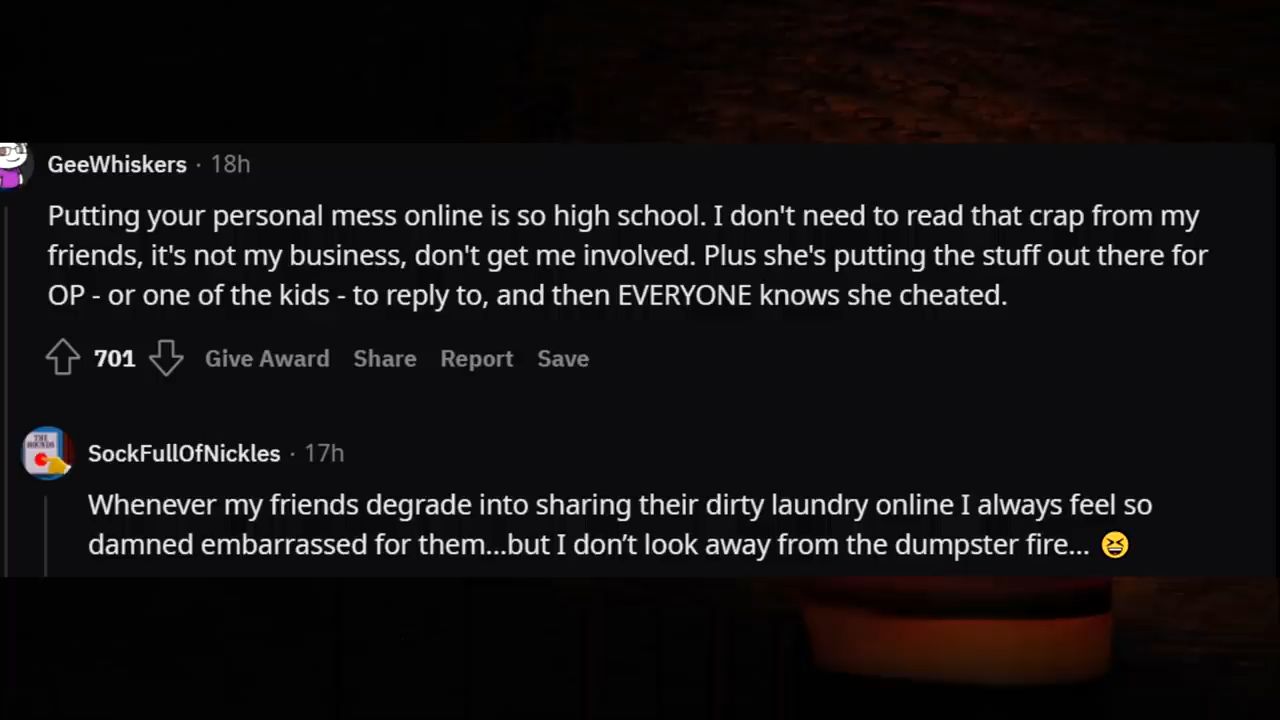 GeeWhiskers · 18h
Putting your personal mess online is so high school. I don't need to read that crap from my
friends, it's not my business, don't get me involved. Plus she's putting the stuff out there for
OP - or one of the kids - to reply to, and then EVERYONE knows she cheated.
701 Give Award Share Report Save
THE
SockFullOfNickles · 17h
Whenever my friends degrade into sharing their dirty laundry online I always feel so
damned embarrassed for them...but I don’t look away from the dumpster fire... 😆